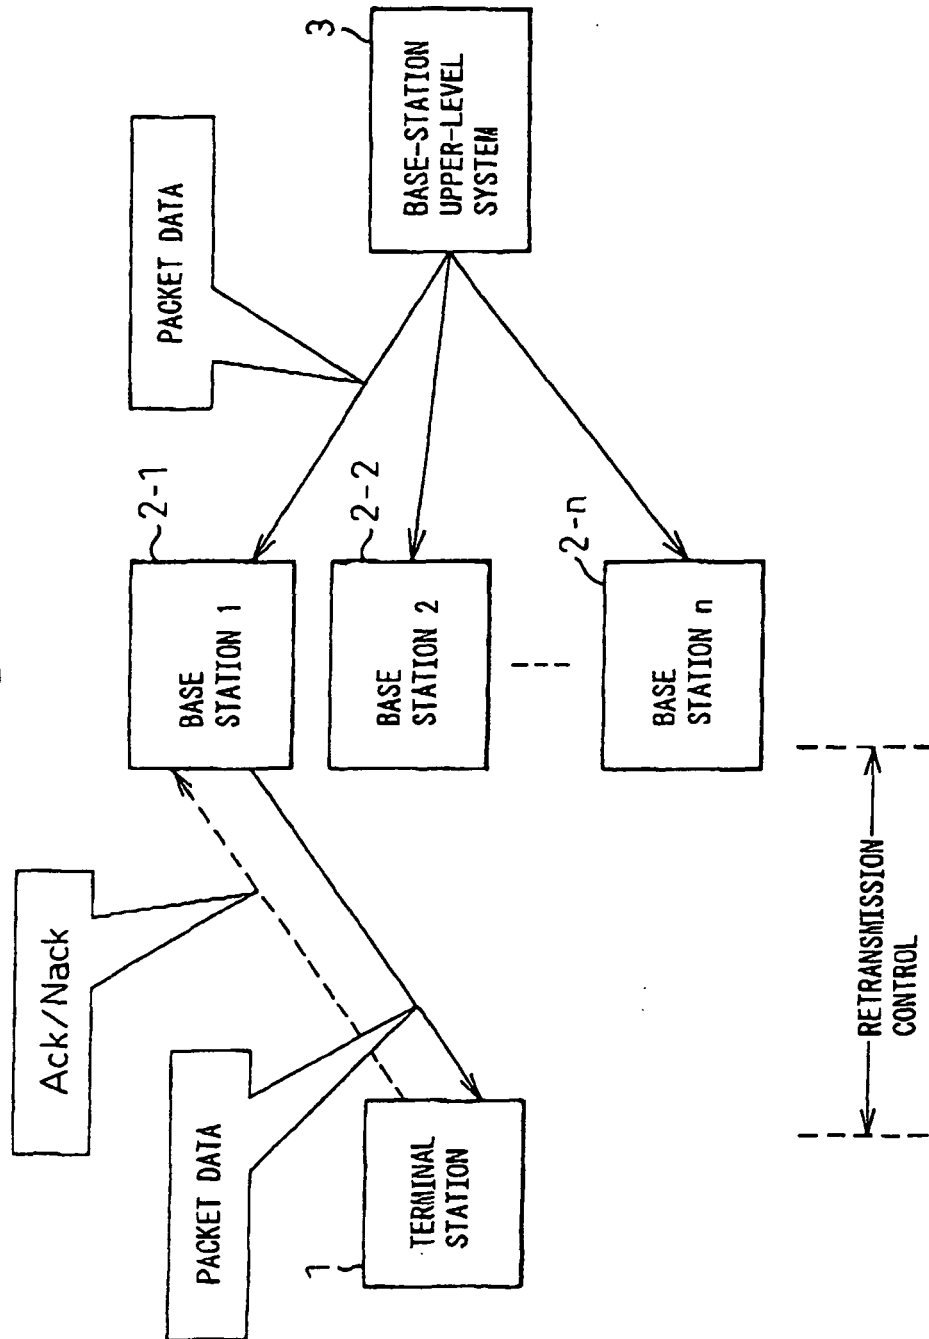 Ack/Nack
PACKET DATA
1
TERMINAL
STATION
2-1
BASE
STATION 1
2-2
BASE
STATION 2
2-n
BASE
STATION n
PACKET DATA
3
BASE-STATION
UPPER-LEVEL
SYSTEM
RETRANSMISSION
CONTROL